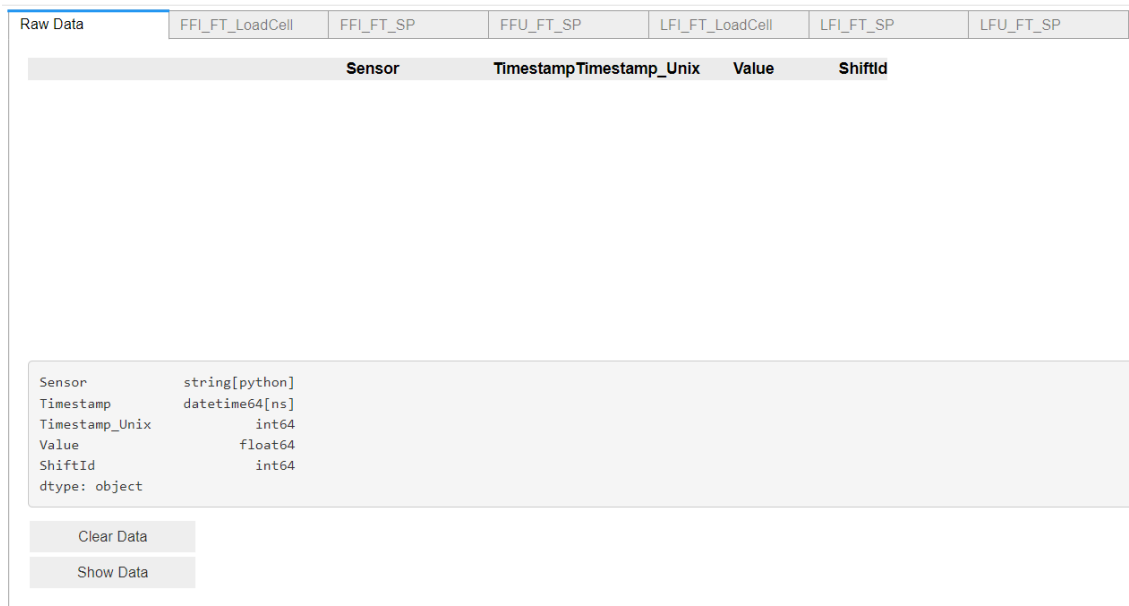 Raw Data FFI_FT_LoadCell FFI_FT_SP FFU_FT_SP LFI_FT_LoadCell LFI_FT_SP LFU_FT_SP
Sensor Timestamp Timestamp_Unix Value ShiftId
Sensor string[python]
Timestamp datetime64[ns]
Timestamp_Unix int64
Value float64
ShiftId int64
dtype: object
Clear Data
Show Data